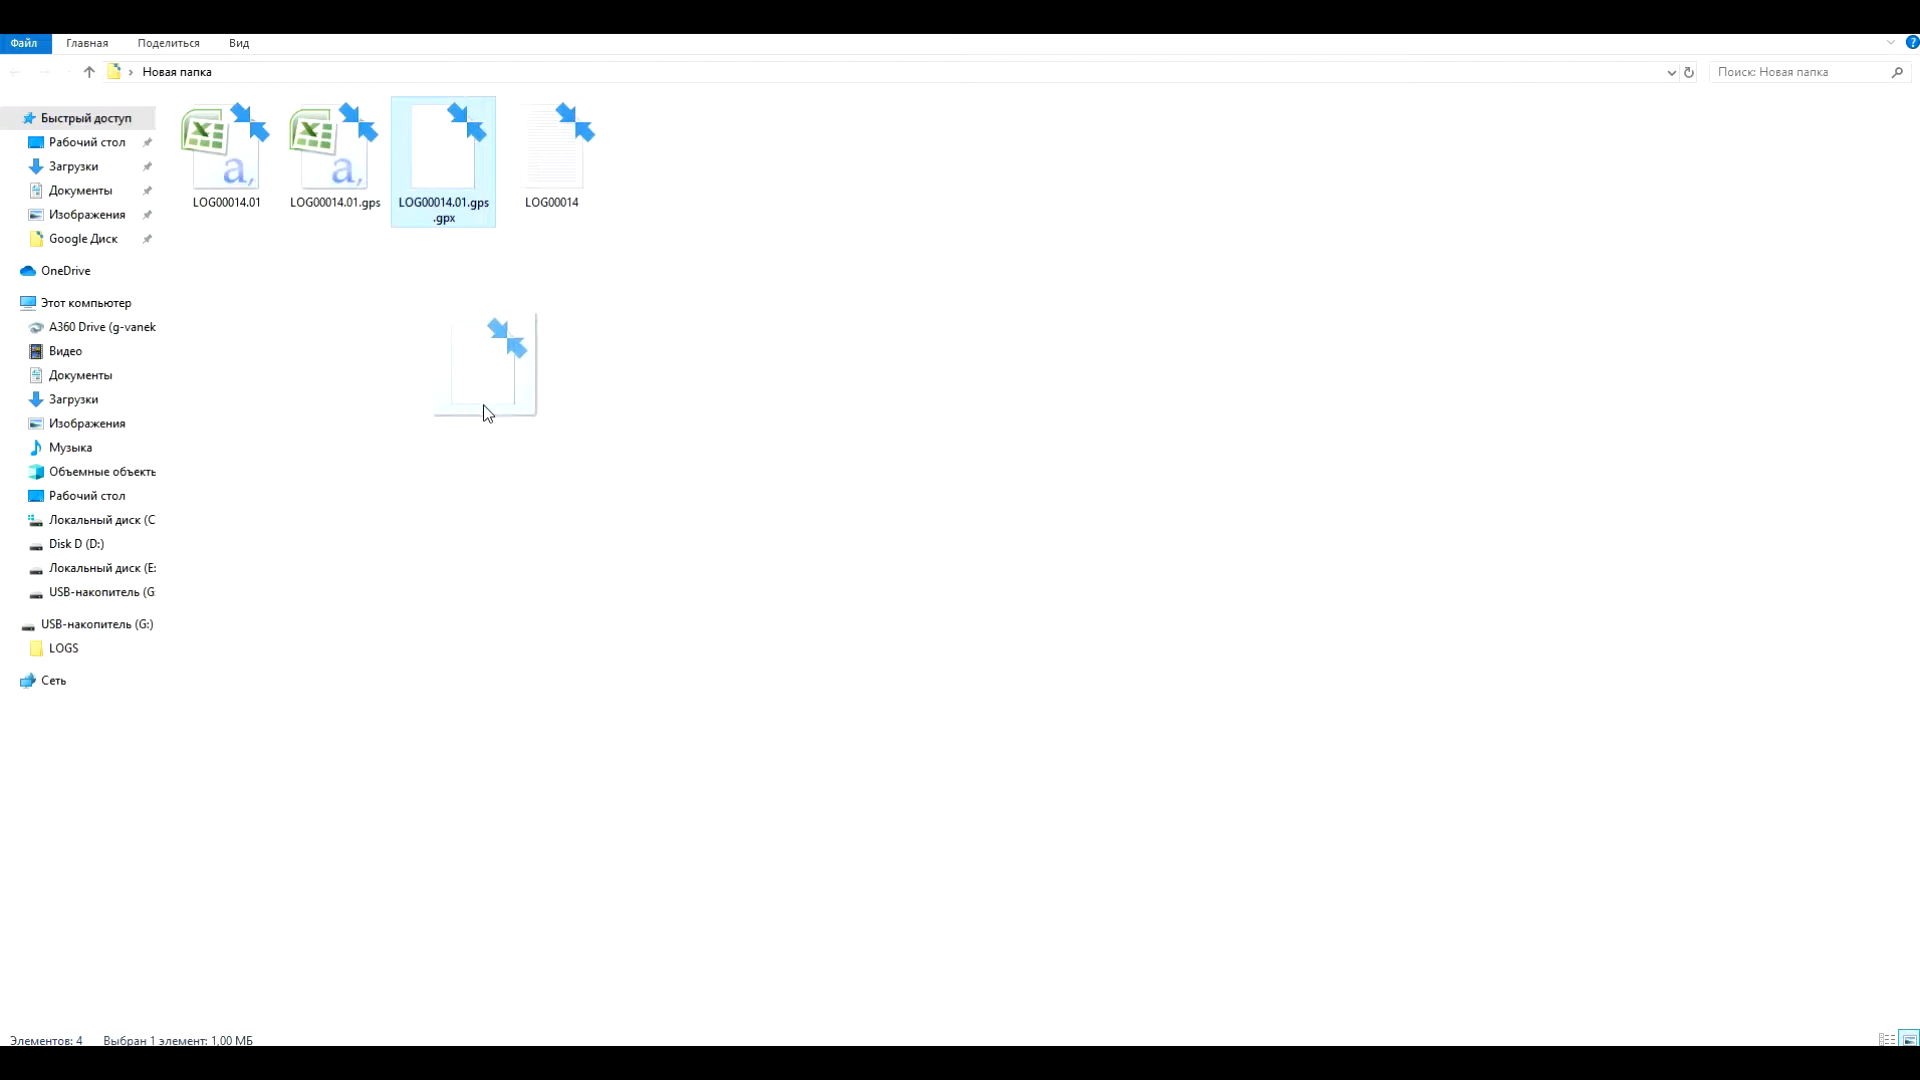 Файл
Главная
Поделиться
Вид
Новая папка
Поиск: Новая папка
Быстрый доступ
Рабочий стол
Загрузки
Документы
Изображения
Google Диск
OneDrive
Этот компьютер
A360 Drive (g-vanek
Видео
Документы
Загрузки
Изображения
Музыка
Объемные объекть
Рабочий стол
Локальный диск (C
Disk D (D:)
Локальный диск (E:
USB-накопитель (G:
USB-накопитель (G:)
LOGS
Сеть
LOG00014.01
LOG00014.01.gps
LOG00014.01.gps
.gpx
LOG00014
Элементов: 4
Выбран 1 элемент: 1,00 МБ